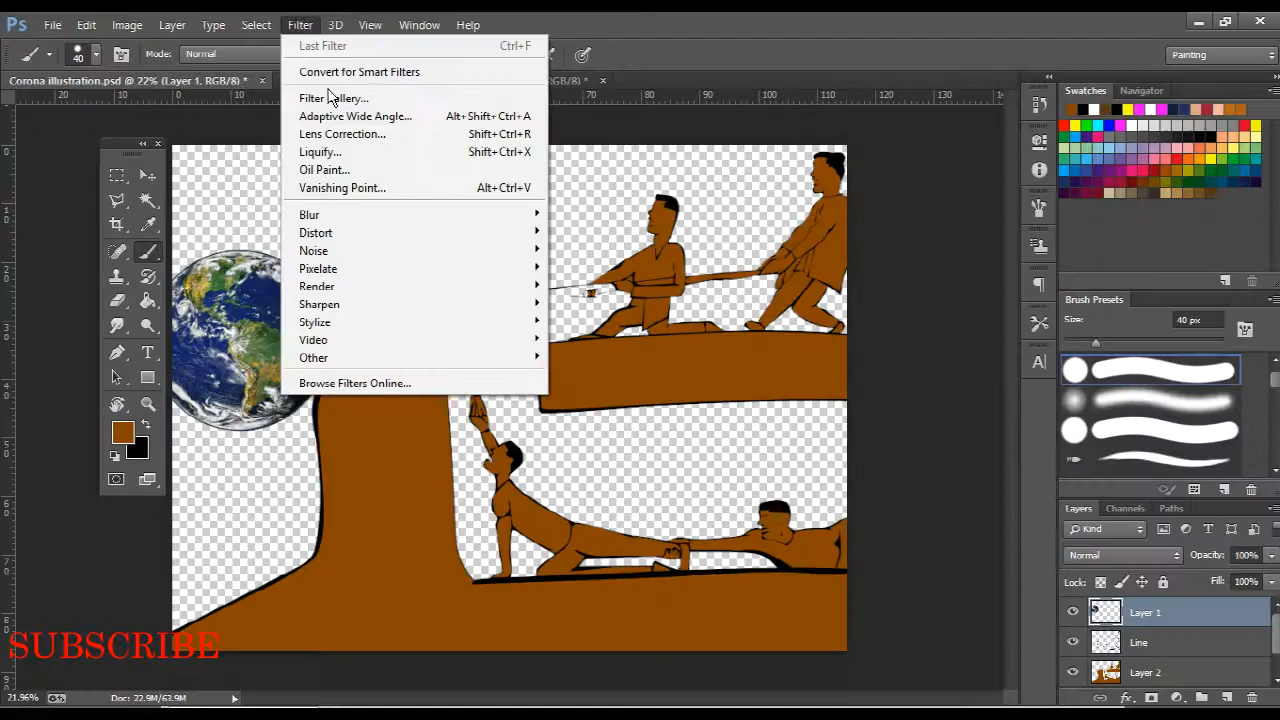 Ps File Edit Image Layer Type Select Filter 3D View Window Help
40 Mode: Normal Painting
Corona illustration.psd @ 22% (Layer 1, RGB/8) * × RGB/8) * ×
Last Filter Ctrl+F
Convert for Smart Filters
Filter Gallery...
Adaptive Wide Angle... Alt+Shift+Ctrl+A
Lens Correction... Shift+Ctrl+R
Liquify... Shift+Ctrl+X
Oil Paint...
Vanishing Point... Alt+Ctrl+V
Blur
Distort
Noise
Pixelate
Render
Sharpen
Stylize
Video
Other
Browse Filters Online...
Swatches Navigator
Brush Presets
Size: 40 px
Layers Channels Paths
Kind
Normal Opacity: 100%
Lock: Fill: 100%
Layer 1
Line
Layer 2
SUBSCRIBE
21.96% Doc: 22.9M/63.9M